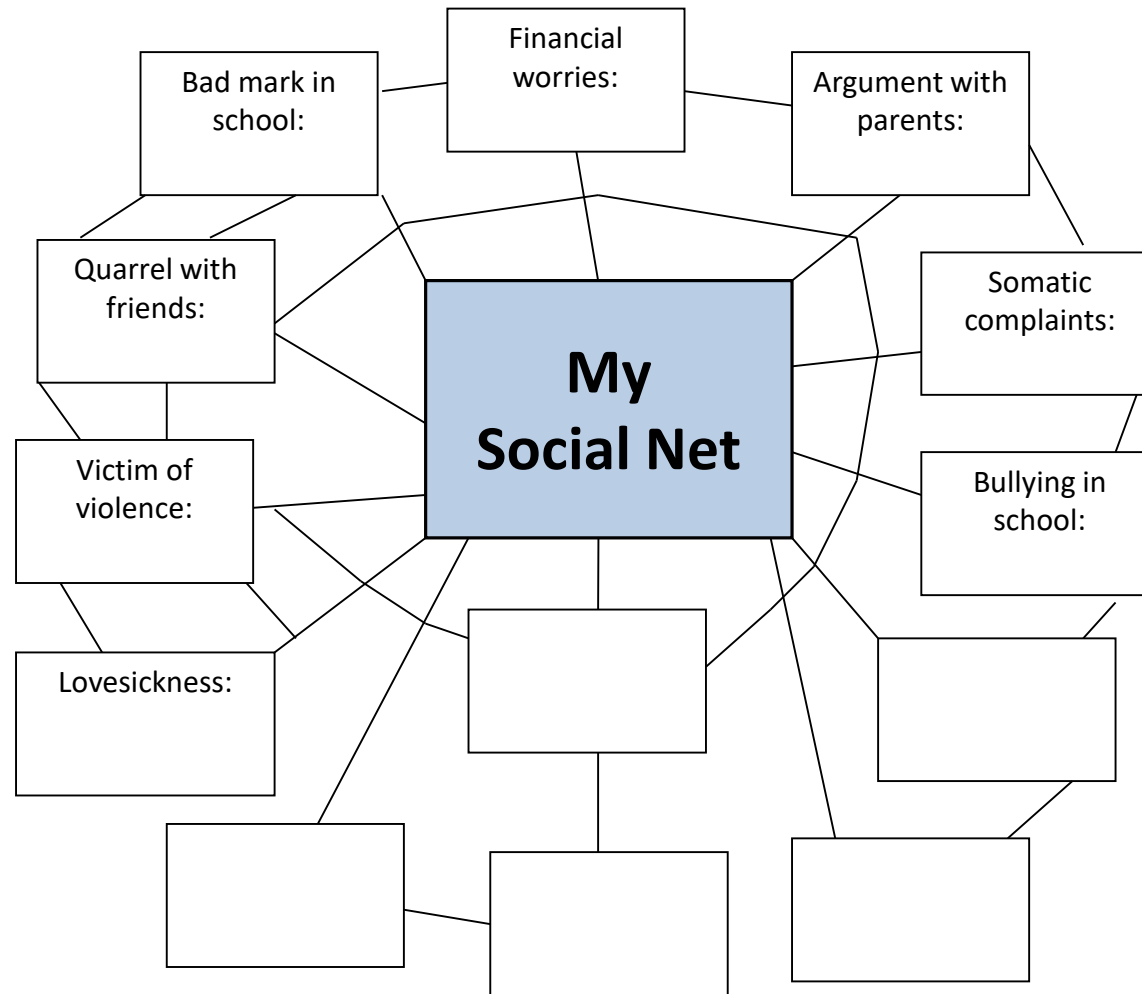 Financial
worries:
Bad mark in
school:
Argument with
parents:
Quarrel with
friends:
Somatic
complaints:
My
Social Net
Victim of
violence:
Bullying in
school:
Lovesickness: